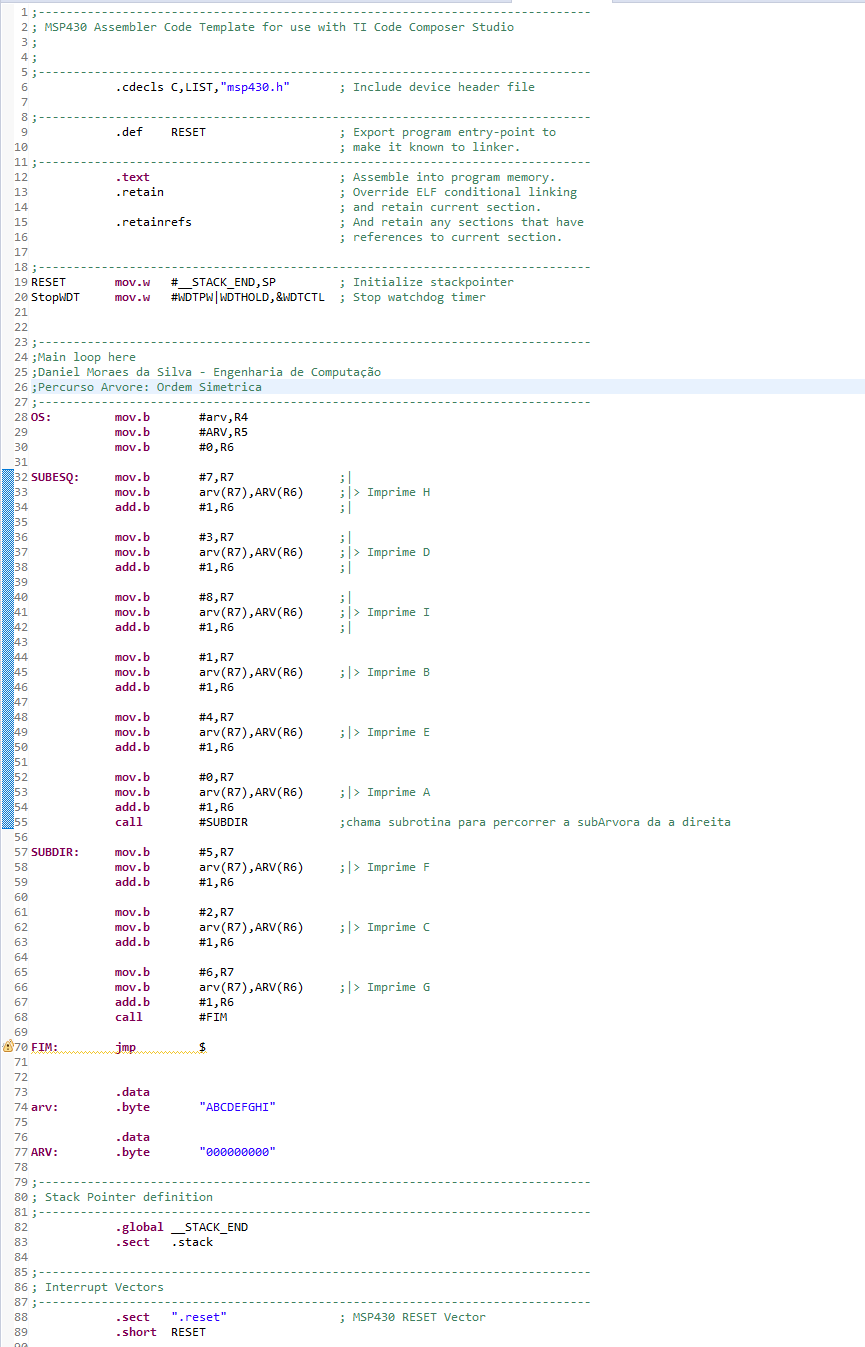 1 ;-------------------------------------------------------------------------------
2 ; MSP430 Assembler Code Template for use with TI Code Composer Studio
3 ;
4 ;
5 ;-------------------------------------------------------------------------------
6             .cdecls C,LIST,"msp430.h"       ; Include device header file
7
8 ;-------------------------------------------------------------------------------
9             .def    RESET                   ; Export program entry-point to
10                                             ; make it known to linker.
11 ;-------------------------------------------------------------------------------
12             .text                           ; Assemble into program memory.
13             .retain                         ; Override ELF conditional linking
14                                             ; and retain current section.
15             .retainrefs                     ; And retain any sections that have
16                                             ; references to current section.
17
18 ;-------------------------------------------------------------------------------
19 RESET       mov.w   #__STACK_END,SP         ; Initialize stackpointer
20 StopWDT     mov.w   #WDTPW|WDTHOLD,&WDTCTL  ; Stop watchdog timer
21
22
23 ;-------------------------------------------------------------------------------
24 ;Main loop here
25 ;Daniel Moraes da Silva - Engenharia de Computação
26 ;Percurso Arvore: Ordem Simetrica
27 ;-------------------------------------------------------------------------------
28 OS:         mov.b       #arv,R4
29             mov.b       #ARV,R5
30             mov.b       #0,R6
31
32 SUBESQ:     mov.b       #7,R7               ;|
33             mov.b       arv(R7),ARV(R6)     ;|> Imprime H
34             add.b       #1,R6               ;|
35
36             mov.b       #3,R7               ;|
37             mov.b       arv(R7),ARV(R6)     ;|> Imprime D
38             add.b       #1,R6               ;|
39
40             mov.b       #8,R7               ;|
41             mov.b       arv(R7),ARV(R6)     ;|> Imprime I
42             add.b       #1,R6               ;|
43
44             mov.b       #1,R7
45             mov.b       arv(R7),ARV(R6)     ;|> Imprime B
46             add.b       #1,R6
47
48             mov.b       #4,R7
49             mov.b       arv(R7),ARV(R6)     ;|> Imprime E
50             add.b       #1,R6
51
52             mov.b       #0,R7
53             mov.b       arv(R7),ARV(R6)     ;|> Imprime A
54             add.b       #1,R6
55             call        #SUBDIR             ;chama subrotina para percorrer a subArvora da a direita
56
57 SUBDIR:     mov.b       #5,R7
58             mov.b       arv(R7),ARV(R6)     ;|> Imprime F
59             add.b       #1,R6
60
61             mov.b       #2,R7
62             mov.b       arv(R7),ARV(R6)     ;|> Imprime C
63             add.b       #1,R6
64
65             mov.b       #6,R7
66             mov.b       arv(R7),ARV(R6)     ;|> Imprime G
67             add.b       #1,R6
68             call        #FIM
69
70 FIM:        jmp         $
71
72
73             .data
74 arv:        .byte       "ABCDEFGHI"
75
76             .data
77 ARV:        .byte       "000000000"
78
79 ;-------------------------------------------------------------------------------
80 ; Stack Pointer definition
81 ;-------------------------------------------------------------------------------
82             .global __STACK_END
83             .sect   .stack
84
85 ;-------------------------------------------------------------------------------
86 ; Interrupt Vectors
87 ;-------------------------------------------------------------------------------
88             .sect   ".reset"                ; MSP430 RESET Vector
89             .short  RESET
90